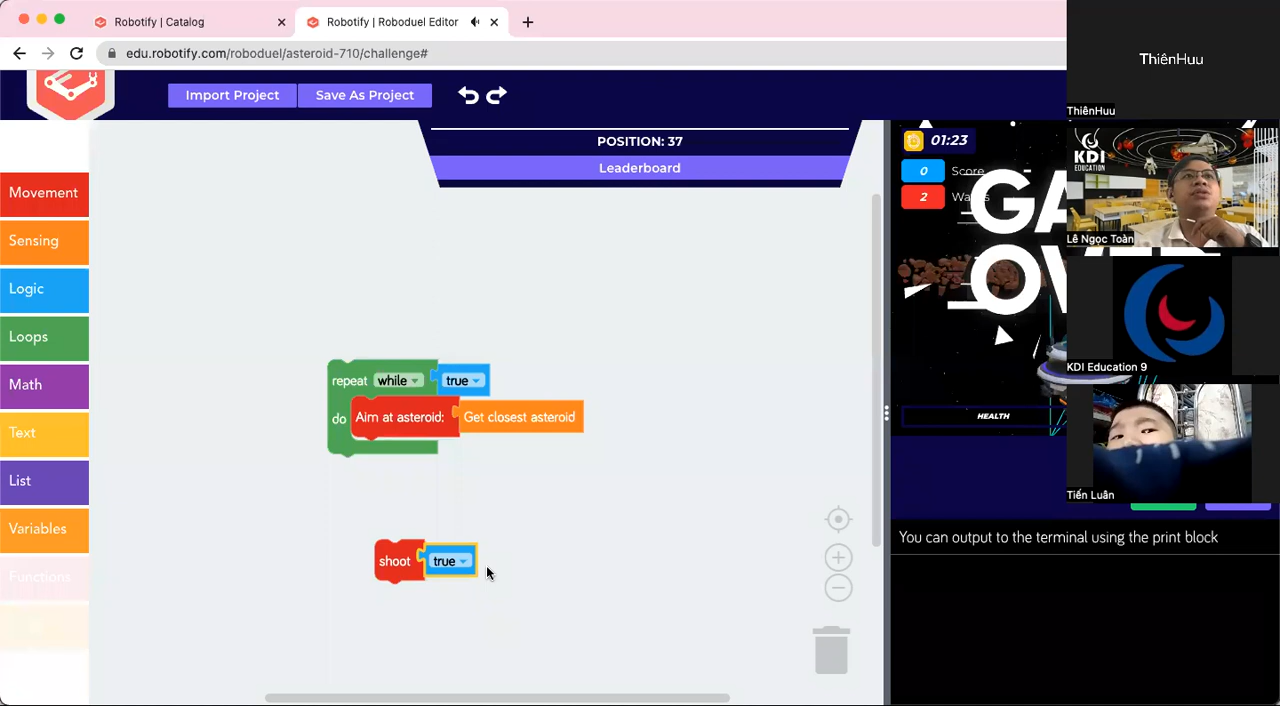 Robotify | Catalog
Robotify | Roboduel Editor
edu.robotify.com/roboduel/asteroid-710/challenge#
Import Project
Save As Project
POSITION: 37
Leaderboard
Movement
Sensing
Logic
Loops
Math
Text
List
Variables
Functions
repeat while true
do Aim at asteroid: Get closest asteroid
shoot true
01:23
0 Score
2
HEALTH
You can output to the terminal using the print block
ThiênHuu
ThiênHuu
KDI
EDUCATION
Lê Ngọc Toàn
KDI Education 9
Tiến Luân